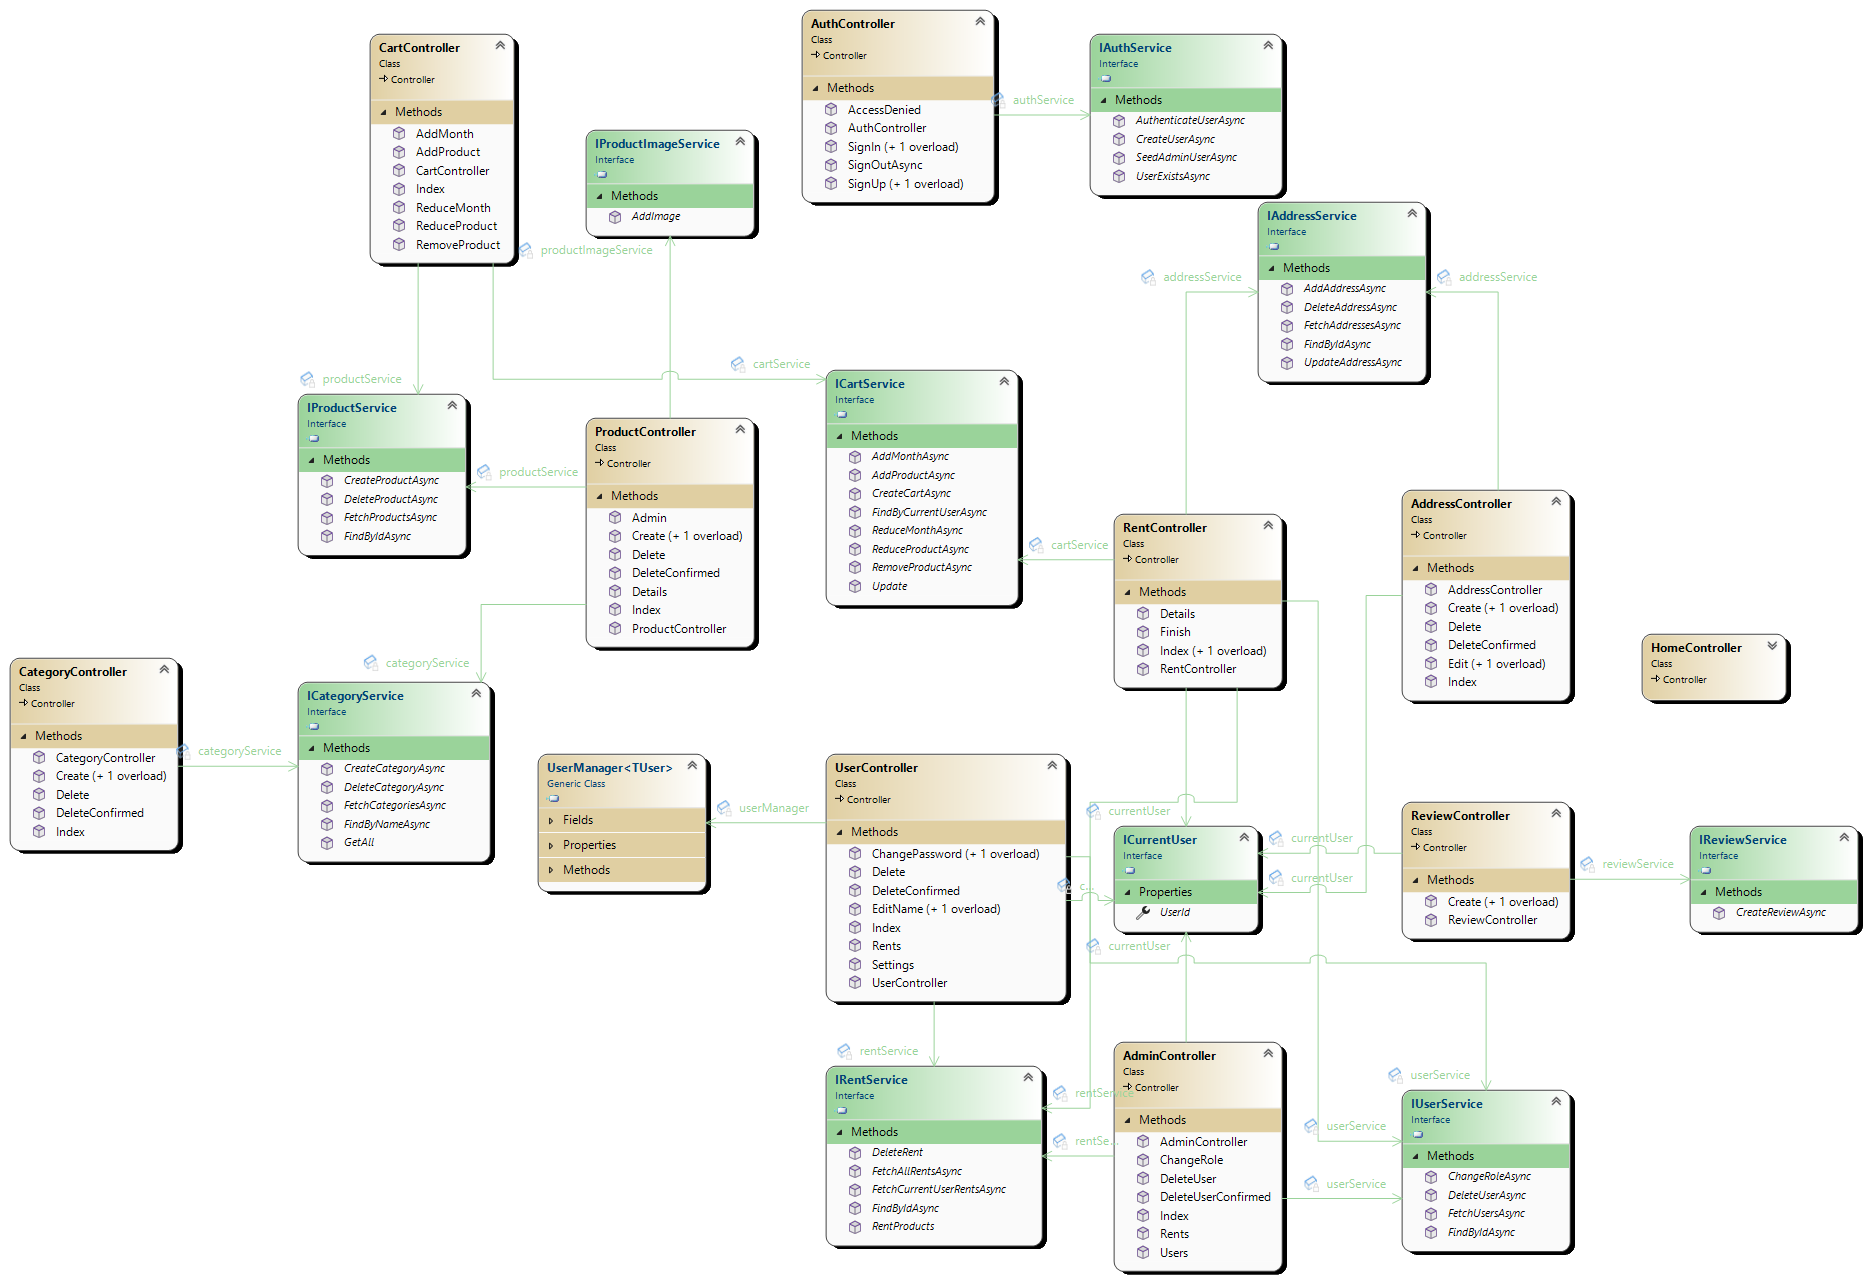 CartController
Class
Controller
Methods
AddMonth
AddProduct
CartController
Index
ReduceMonth
ReduceProduct
RemoveProduct
AuthController
Class
Controller
Methods
AccessDenied
AuthController
SignIn (+ 1 overload)
SignOutAsync
SignUp (+ 1 overload)
authService
IAuthService
Interface
Methods
AuthenticateUserAsync
CreateUserAsync
SeedAdminUserAsync
UserExistsAsync
IProductImageService
Interface
Methods
AddImage
productImageService
IAddressService
Interface
Methods
AddAddressAsync
DeleteAddressAsync
FetchAddressesAsync
FindByIdAsync
UpdateAddressAsync
addressService
addressService
productService
cartService
IProductService
Interface
Methods
CreateProductAsync
DeleteProductAsync
FetchProductsAsync
FindByIdAsync
productService
ProductController
Class
Controller
Methods
Admin
Create (+ 1 overload)
Delete
DeleteConfirmed
Details
Index
ProductController
ICartService
Interface
Methods
AddMonthAsync
AddProductAsync
CreateCartAsync
FindByCurrentUserAsync
ReduceMonthAsync
ReduceProductAsync
RemoveProductAsync
Update
cartService
RentController
Class
Controller
Methods
Details
Finish
Index (+ 1 overload)
RentController
AddressController
Class
Controller
Methods
AddressController
Create (+ 1 overload)
Delete
DeleteConfirmed
Edit (+ 1 overload)
Index
HomeController
Class
Controller
CategoryController
Class
Controller
Methods
CategoryController
Create (+ 1 overload)
Delete
DeleteConfirmed
Index
categoryService
categoryService
ICategoryService
Interface
Methods
CreateCategoryAsync
DeleteCategoryAsync
FetchCategoriesAsync
FindByNameAsync
GetAll
UserManager<TUser>
Generic Class
Fields
Properties
Methods
userManager
UserController
Class
Controller
Methods
ChangePassword (+ 1 overload)
Delete
DeleteConfirmed
EditName (+ 1 overload)
Index
Rents
Settings
UserController
currentUser
c...
ICurrentUser
Interface
Properties
UserId
currentUser
currentUser
currentUser
ReviewController
Class
Controller
Methods
Create (+ 1 overload)
ReviewController
reviewService
IReviewService
Interface
Methods
CreateReviewAsync
rentService
IRentService
Interface
Methods
DeleteRent
FetchAllRentsAsync
FetchCurrentUserRentsAsync
FindByIdAsync
RentProducts
rentService
rentSe...
AdminController
Class
Controller
Methods
AdminController
ChangeRole
DeleteUser
DeleteUserConfirmed
Index
Rents
Users
userService
userService
userService
IUserService
Interface
Methods
ChangeRoleAsync
DeleteUserAsync
FetchUsersAsync
FindByIdAsync